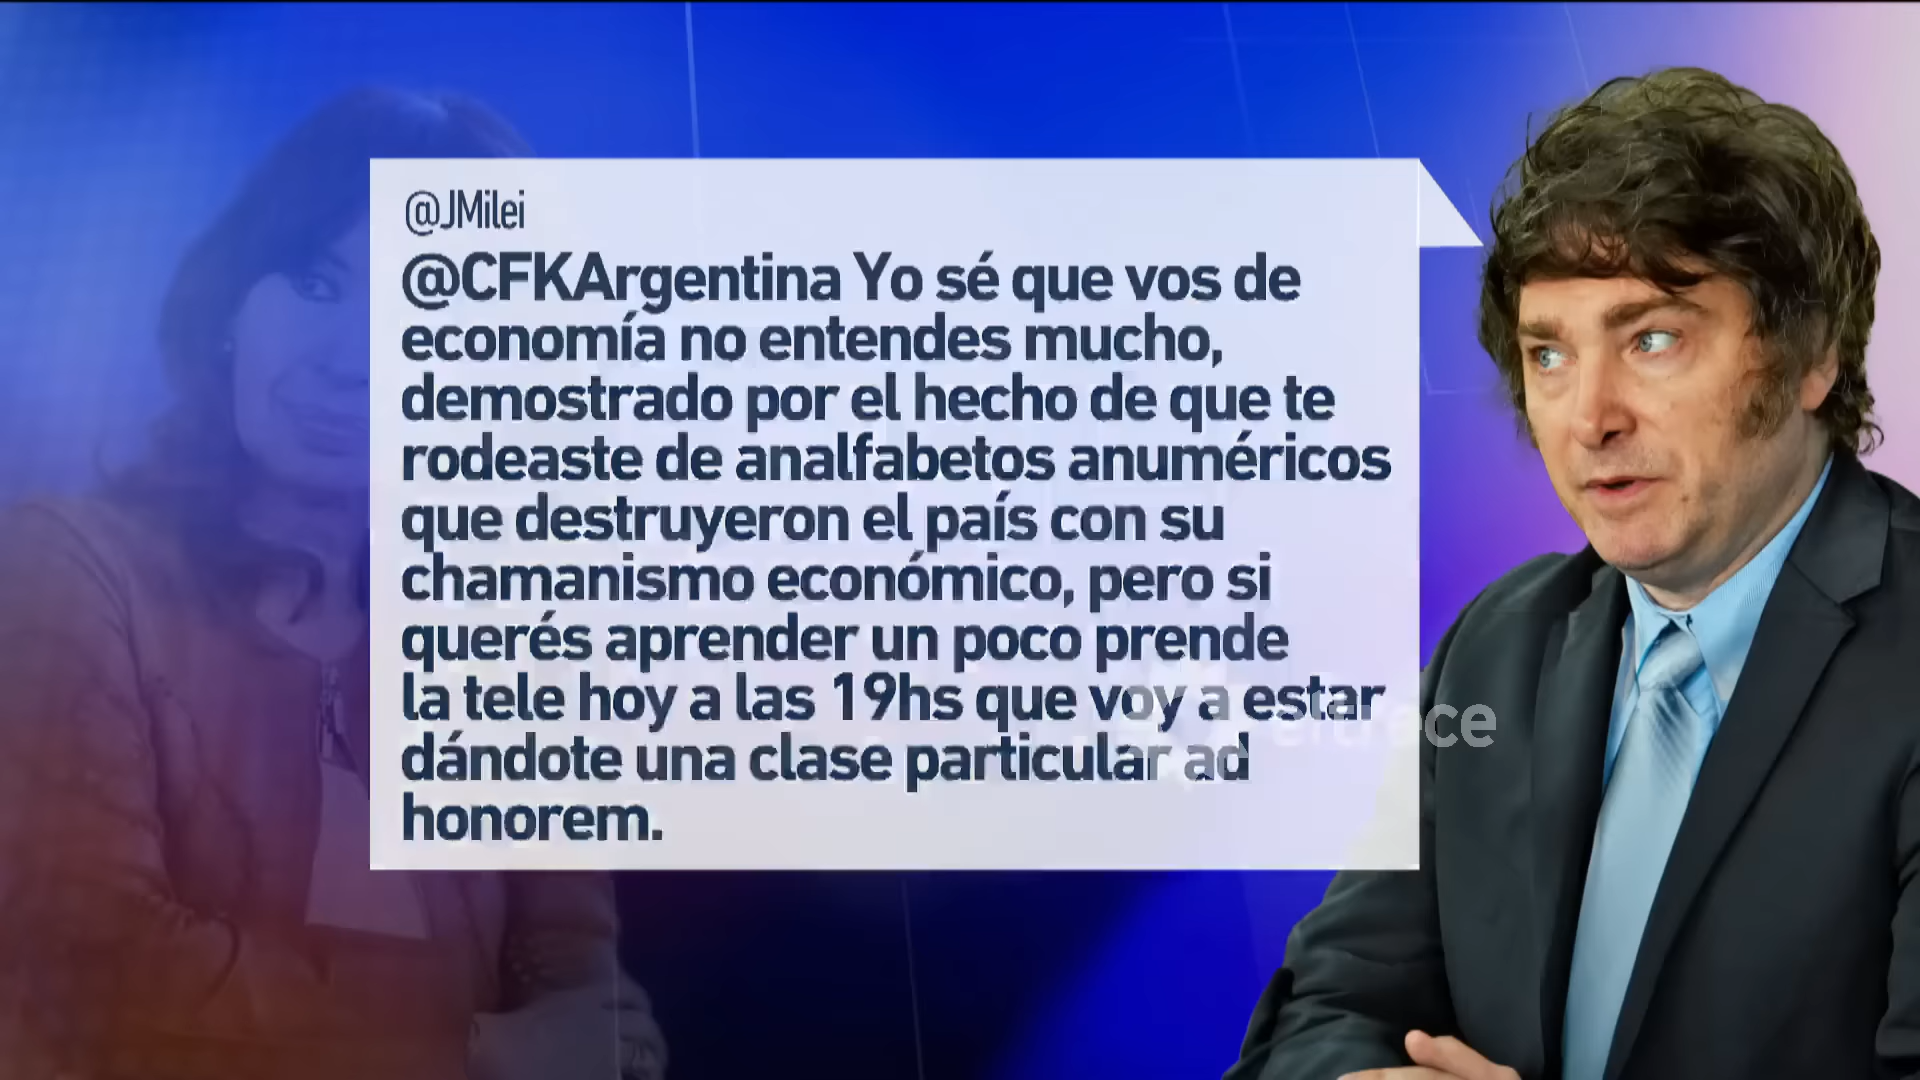 @JMilei
@CFKArgentina Yo sé que vos de
economía no entendes mucho,
demostrado por el hecho de que te
rodeaste de analfabetos anuméricos
que destruyeron el país con su
chamanismo económico, pero si
querés aprender un poco prende
la tele hoy a las 19hs que voy a estar
dándote una clase particular ad
honorem.
eltrece